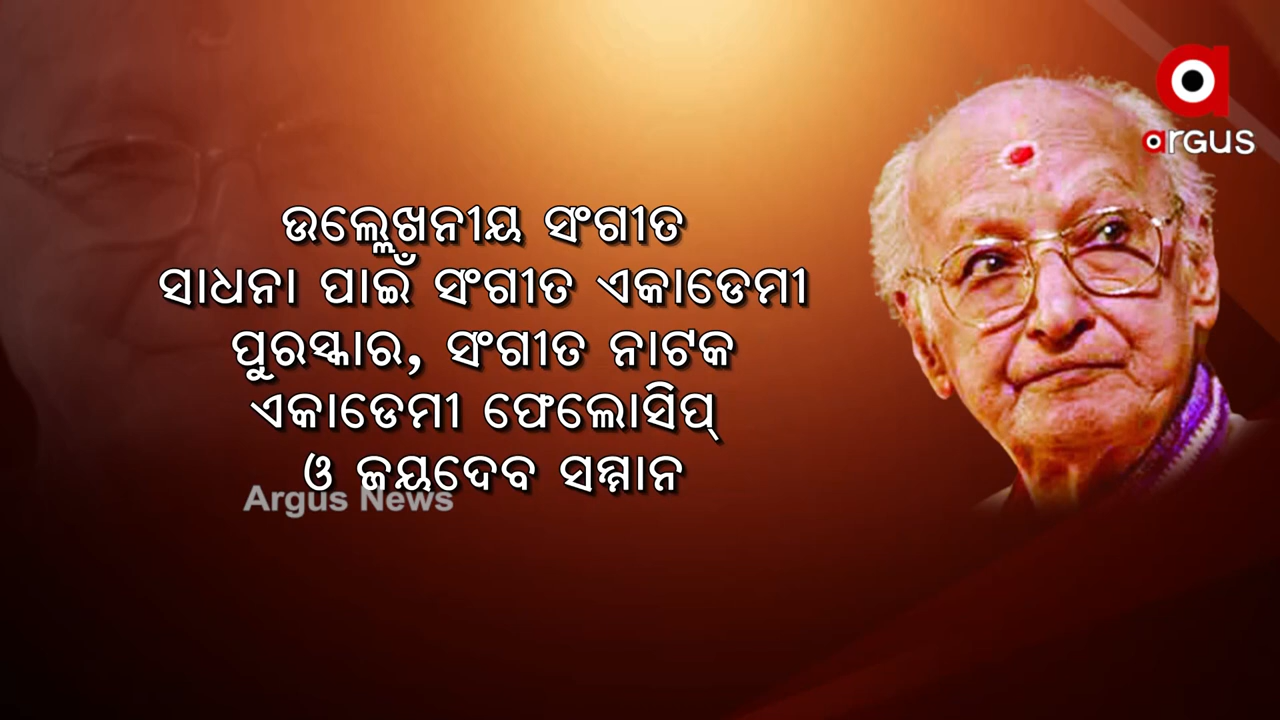 argus
ଉଲ୍ଲେଖନୀୟ ସଂଗୀତ
ସାଧନା ପାଇଁ ସଂଗୀତ ଏକାଡେମୀ
ପୁରସ୍କାର, ସଂଗୀତ ନାଟକ
ଏକାଡେମୀ ଫେଲୋସିପ୍
ଓ ଜୟଦେବ ସମ୍ମାନ
Argus News